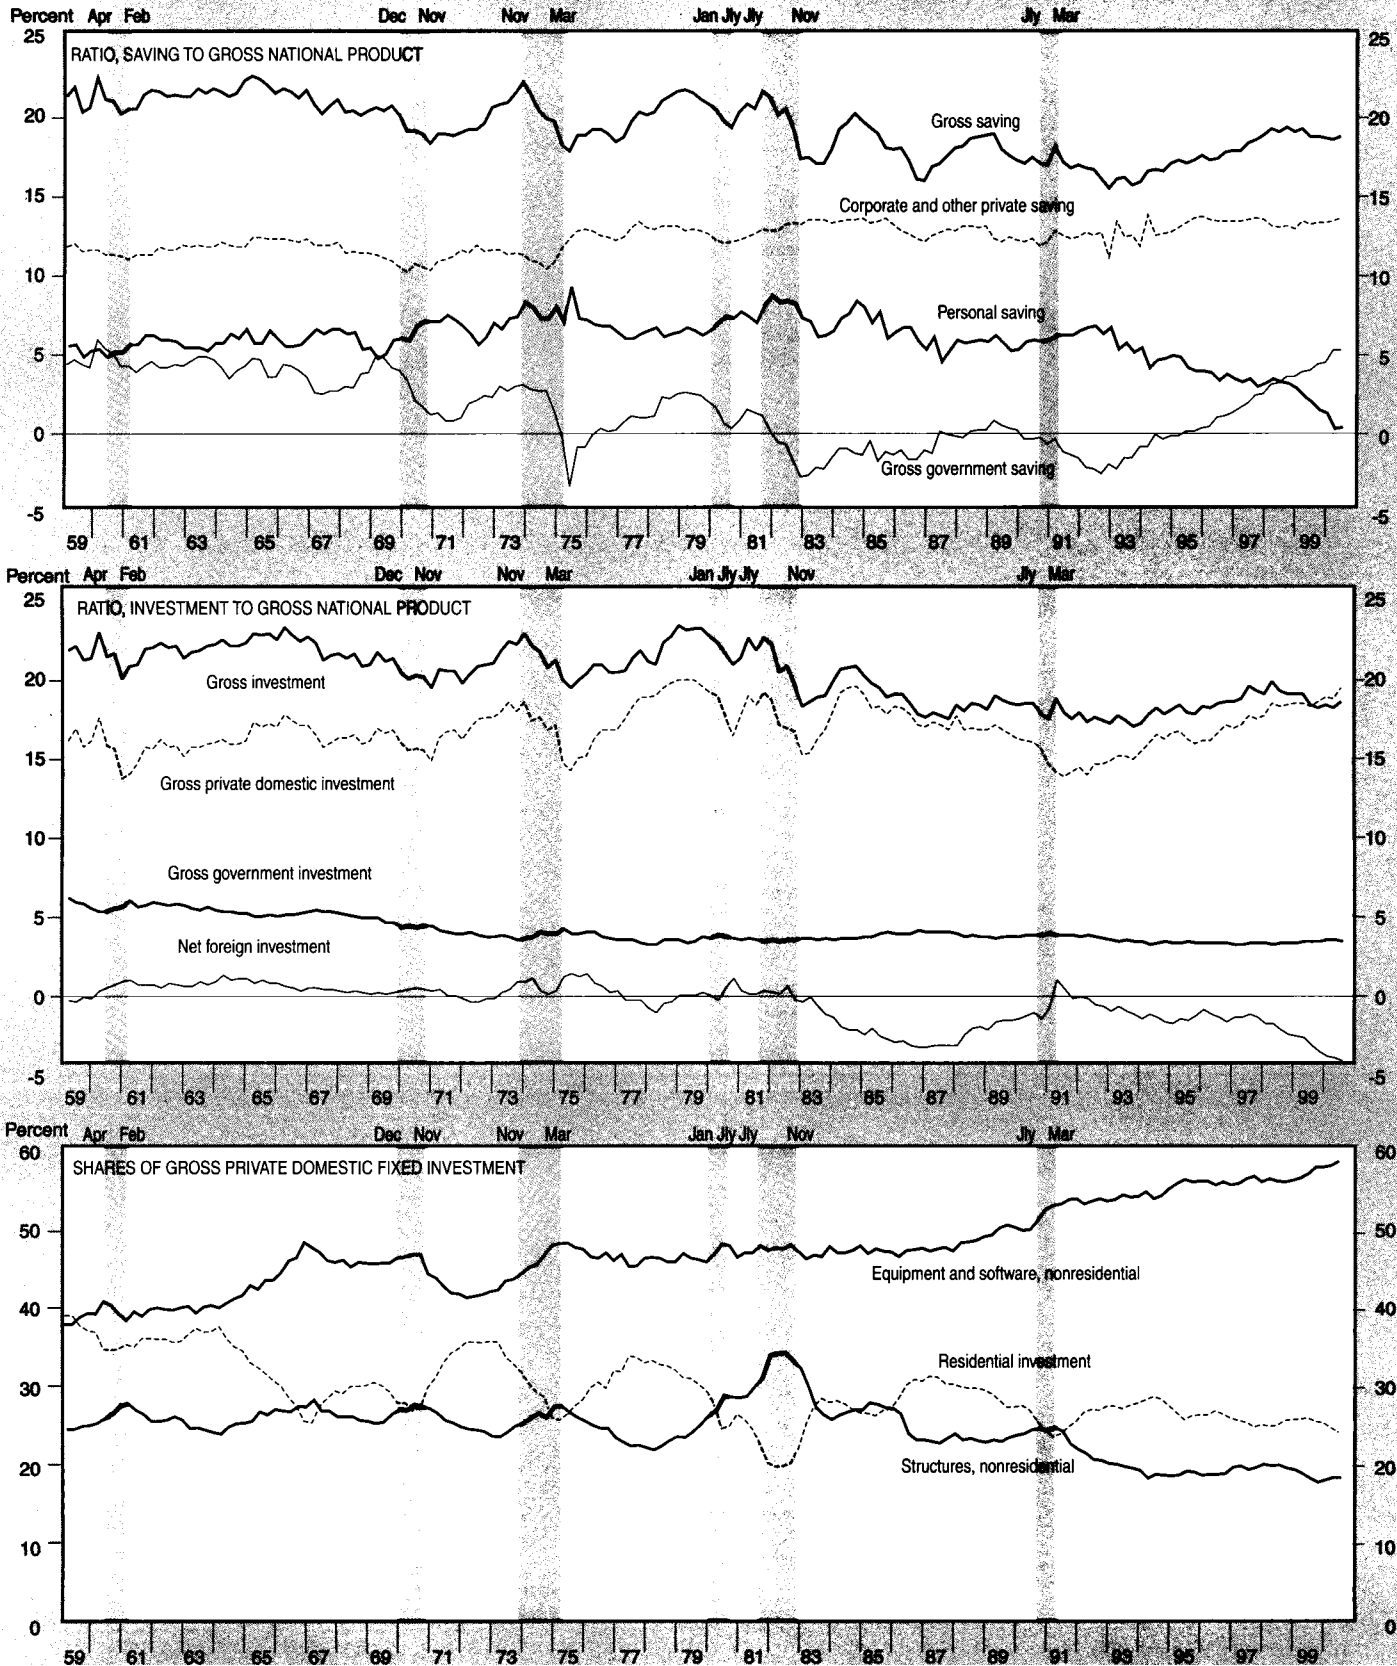 Percent Apr Feb Dec Nov Nov Mar Jan Jly Jly Nov Jly Mar
25 25
RATIO, SAVING TO GROSS NATIONAL PRODUCT
20 Gross saving 20
15 15
Corporate and other private saving
10 10
Personal saving
5 5
0 0
Gross government saving
-5 -5
59 61 63 65 67 69 71 73 75 77 79 81 83 85 87 89 91 93 95 97 99
Percent Apr Feb Dec Nov Nov Mar Jan Jly Jly Nov Jly Mar
25 25
RATIO, INVESTMENT TO GROSS NATIONAL PRODUCT
20 Gross investment 20
15 15
Gross private domestic investment
10 10
Gross government investment
5 5
Net foreign investment
0 0
-5 -5
59 61 63 65 67 69 71 73 75 77 79 81 83 85 87 89 91 93 95 97 99
Percent Apr Feb Dec Nov Nov Mar Jan Jly Jly Nov Jly Mar
60 60
SHARES OF GROSS PRIVATE DOMESTIC FIXED INVESTMENT
50 50
Equipment and software, nonresidential
40 40
Residential investment
30 30
20 Structures, nonresidential 20
10 10
0 0
59 61 63 65 67 69 71 73 75 77 79 81 83 85 87 89 91 93 95 97 99